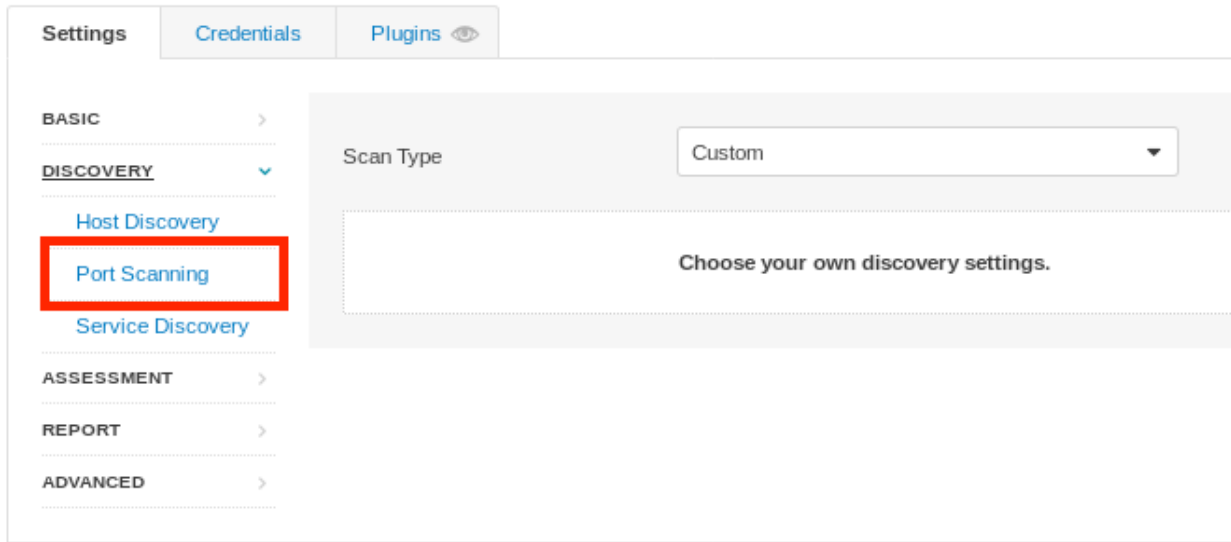 Settings Credentials Plugins
BASIC
DISCOVERY
Host Discovery
Port Scanning
Service Discovery
ASSESSMENT
REPORT
ADVANCED
Scan Type Custom
Choose your own discovery settings.